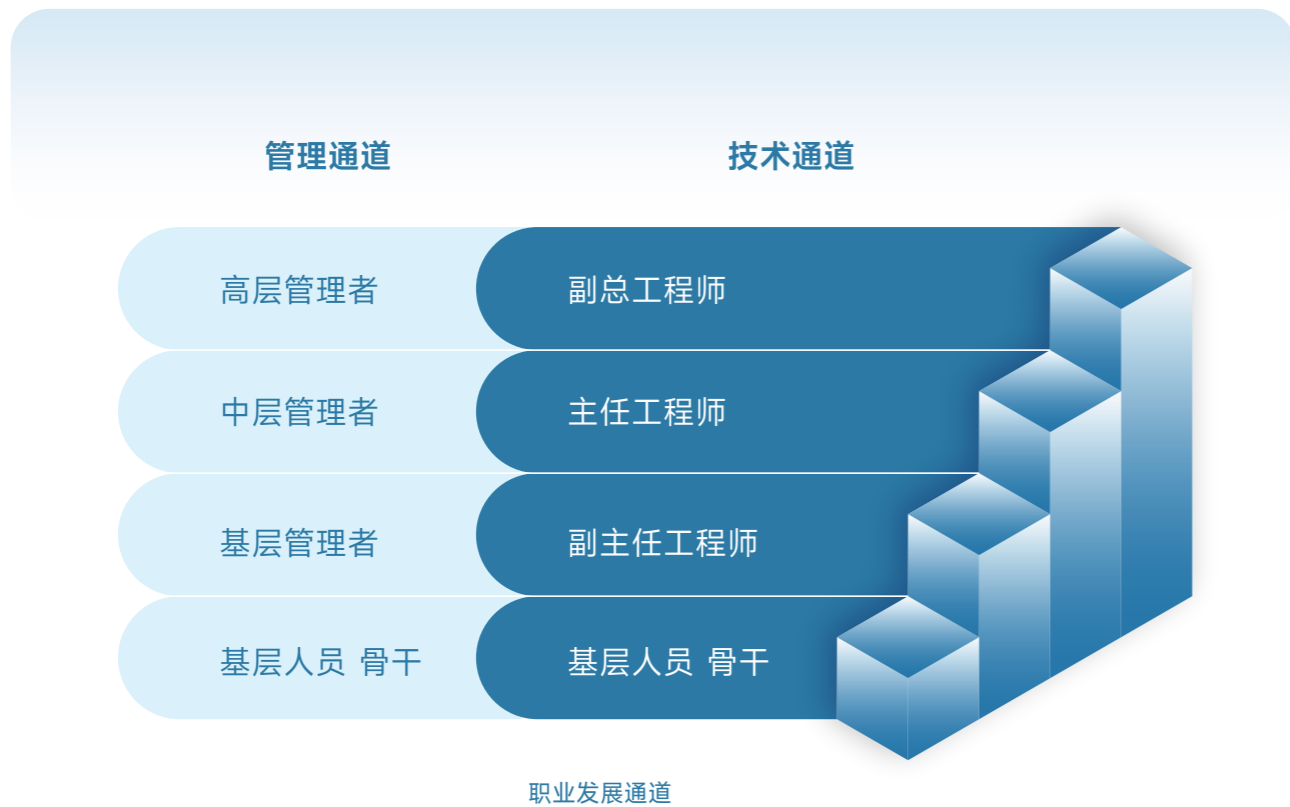 管理通道 技术通道
高层管理者 副总工程师
中层管理者 主任工程师
基层管理者 副主任工程师
基层人员 骨干 基层人员 骨干
职业发展通道